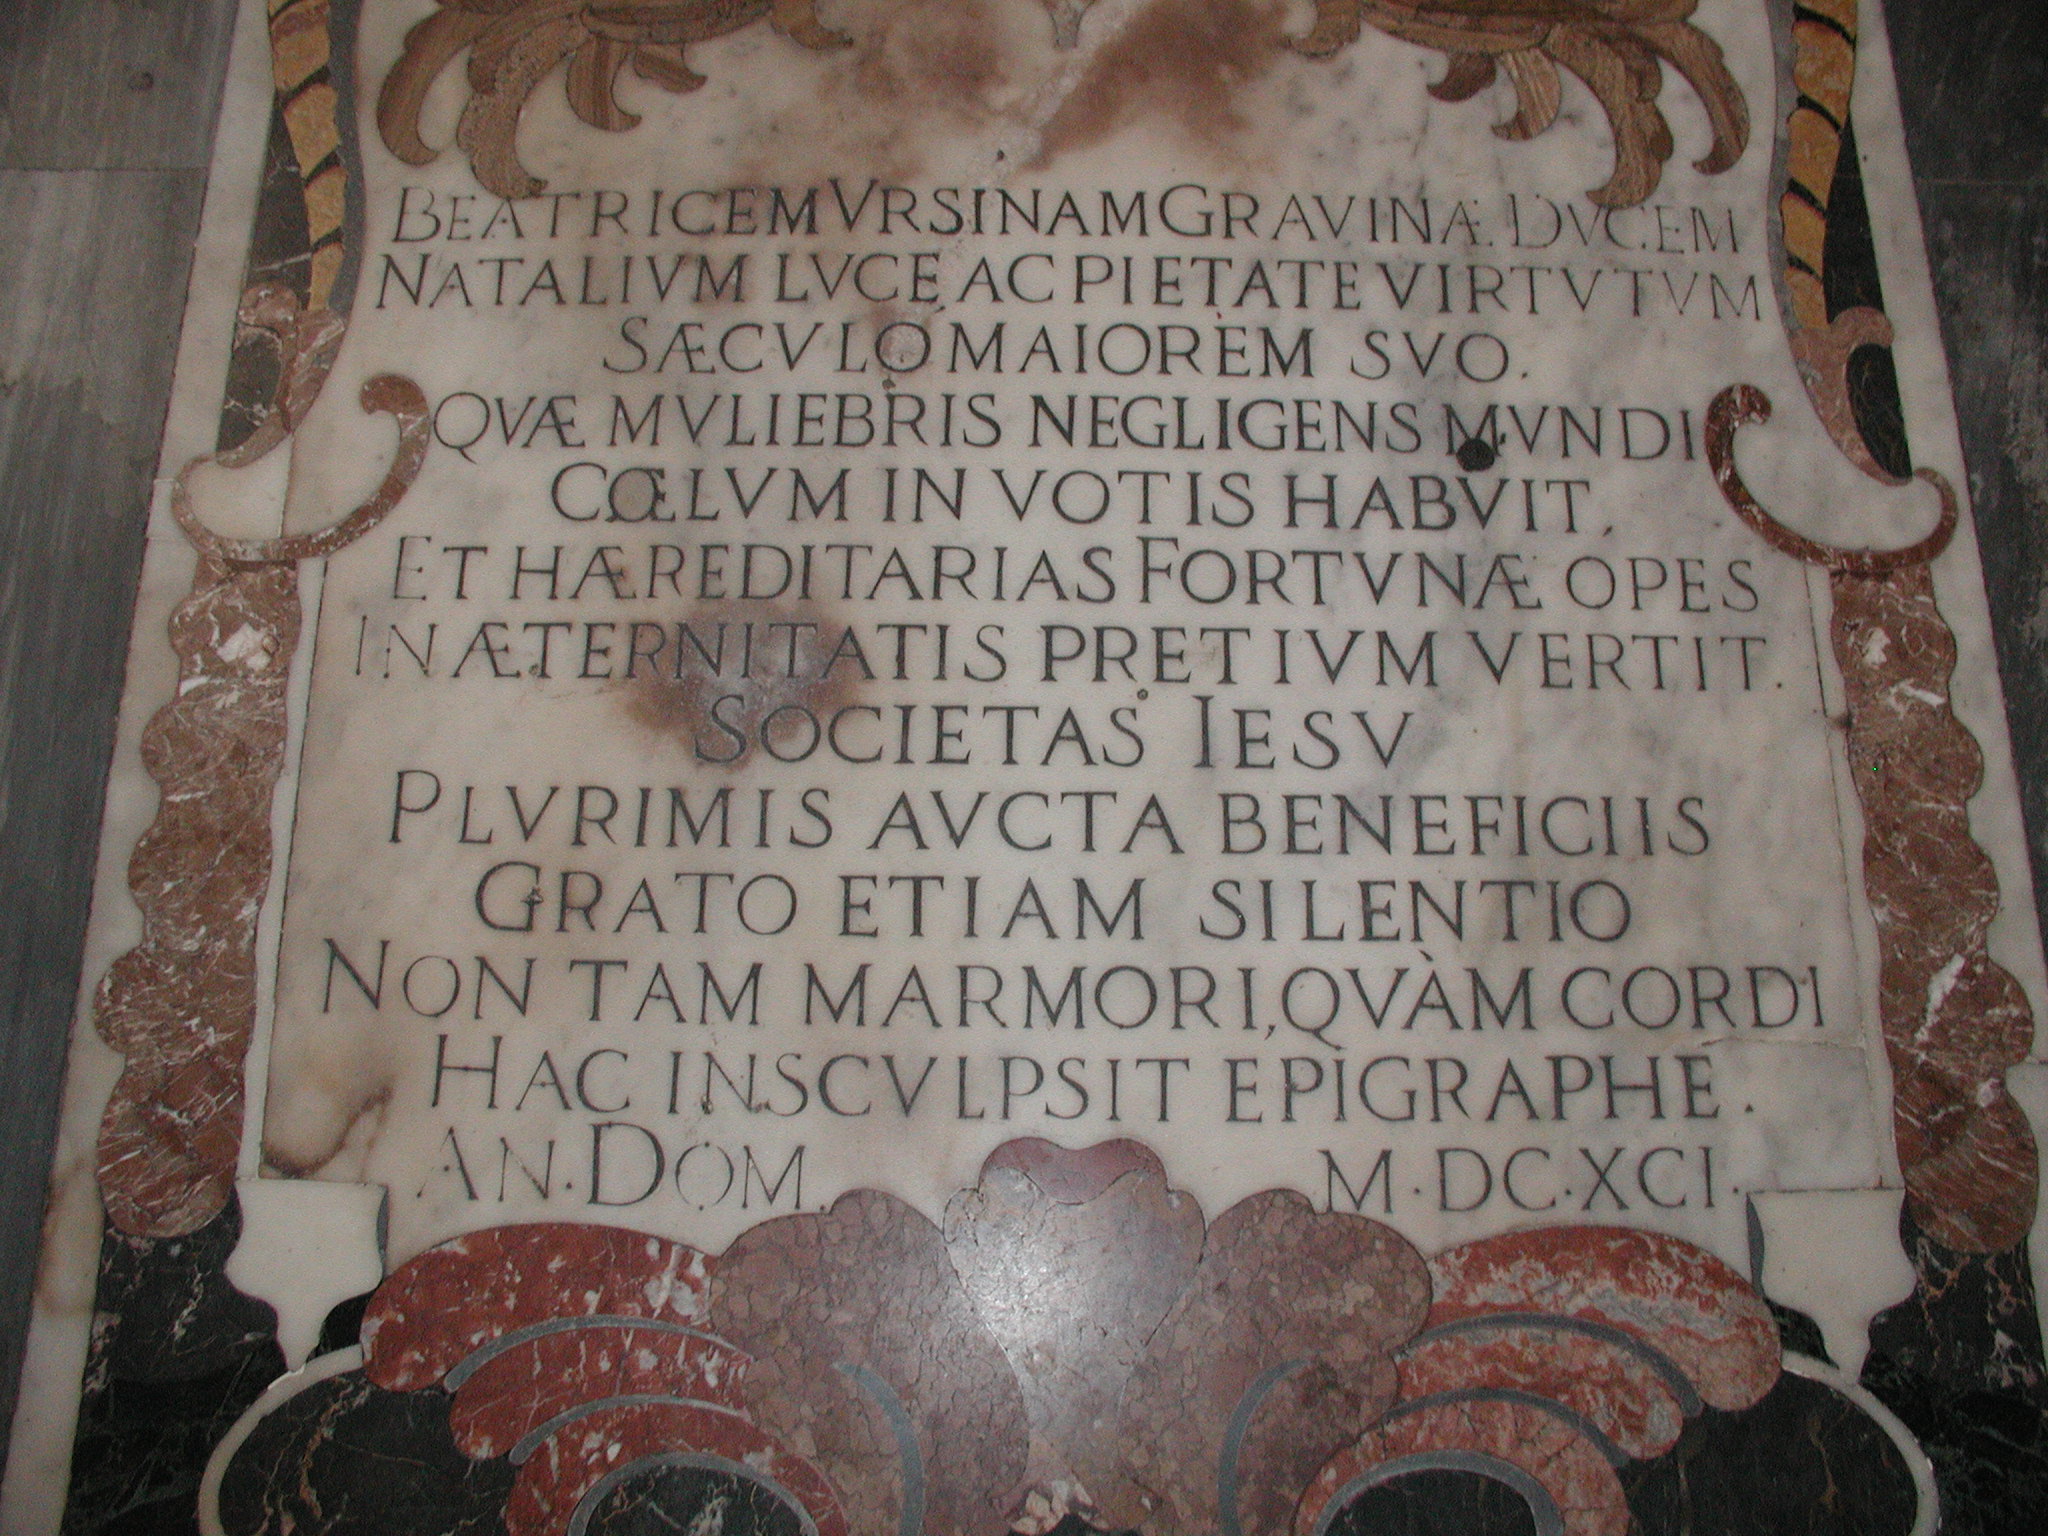 BEATRICEM VRSINAM GRAVINÆ DVCEM
NATALIVM LVCE AC PIETATE VIRTVTVM
SÆCVLO MAIOREM SVO.
QVÆ MVLIEBRIS NEGLIGENS MVNDI
CŒLVM IN VOTIS HABVIT,
ET HÆREDITARIAS FORTVNÆ OPES
IN ÆTERNITATIS PRETIVM VERTIT.
SOCIETAS IESV
PLVRIMIS AVCTA BENEFICIIS
GRATO ETIAM SILENTIO
NON TAM MARMORI, QVÀM CORDI
HAC INSCVLPSIT EPIGRAPHE.
AN. DOM. M. DC. XCI.